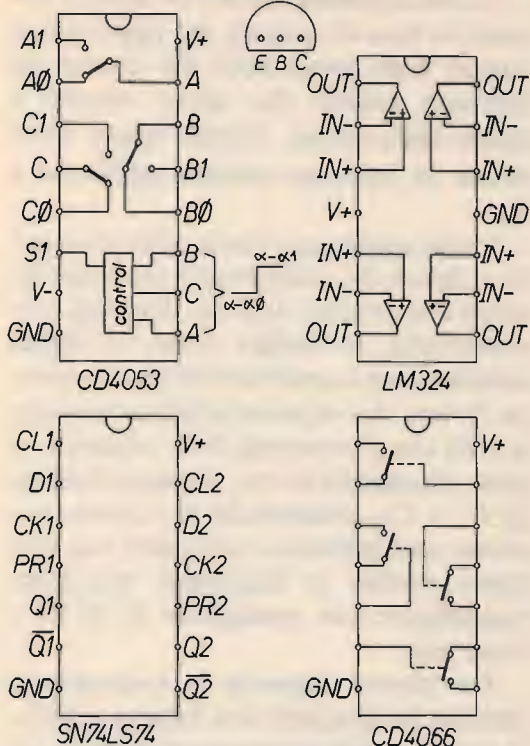 A1 V+
AØ A
C1 B
C B1
CØ BØ
S1 B
V- C
GND A
control
α-α1
α-αØ
CD4053
E B C
OUT OUT
IN- IN-
IN+ IN+
V+ GND
IN+ IN+
IN- IN-
OUT OUT
- + + -
- + + -
LM324
CL1 V+
D1 CL2
CK1 D2
PR1 CK2
Q1 PR2
Q̅1̅ Q2
GND Q̅2̅
SN74LS74
V+
GND
CD4066